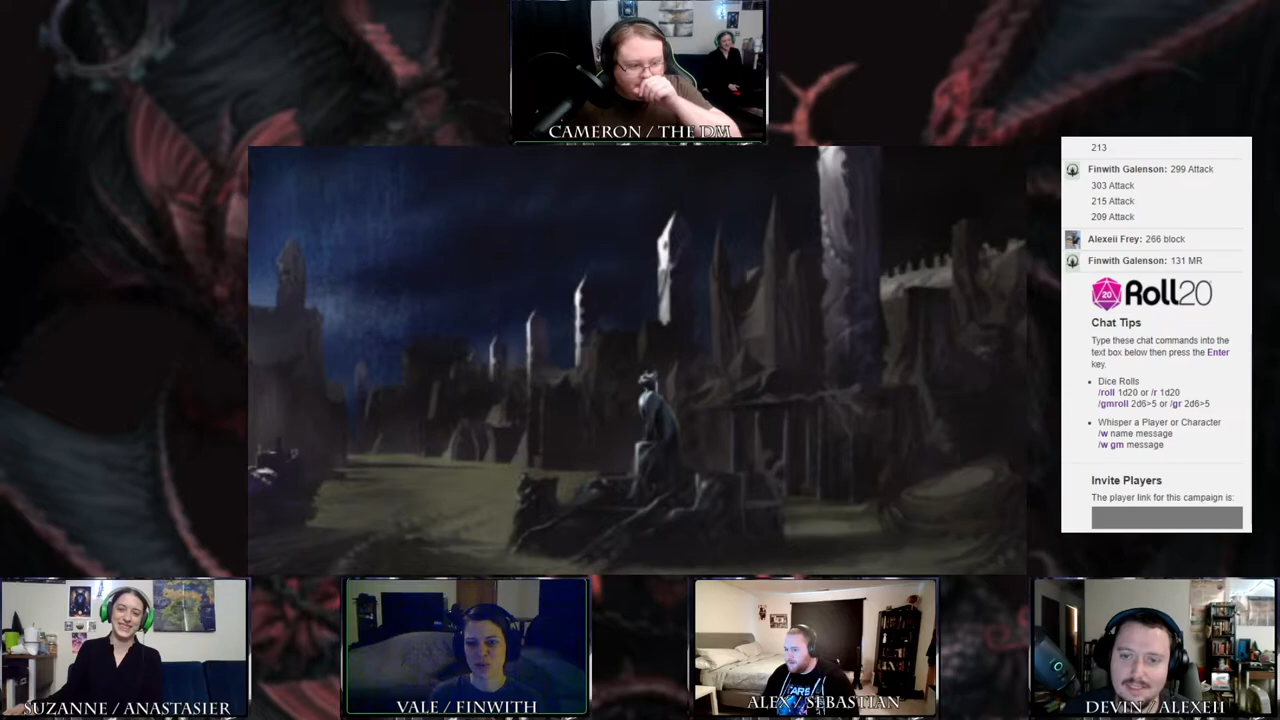 CAMERON / THE DM
213
Finwith Galenson: 299 Attack
303 Attack
215 Attack
209 Attack
Alexeii Frey: 266 block
Finwith Galenson: 131 MR
20 Roll20
Chat Tips
Type these chat commands into the
text box below then press the Enter
key.
Dice Rolls
/roll 1d20 or /r 1d20
/gmroll 2d6>5 or /gr 2d6>5
Whisper a Player or Character
/w name message
/w gm message
Invite Players
The player link for this campaign is:
SUZANNE / ANASTASIER
VALE / FINWITH
ALEX / SEBASTIAN
DEVIN / ALEXEII